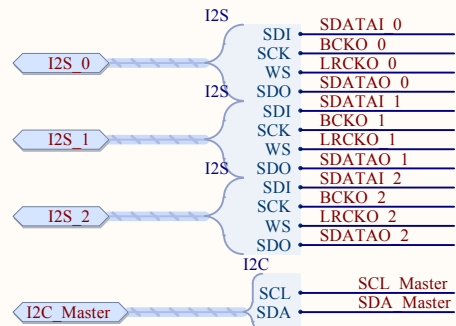 I2S
SDI SDATAI_0
SCK BCKO_0
I2S_0 WS LRCKO_0
I2S SDO SDATAO_0
SDI SDATAI_1
SCK BCKO_1
I2S_1 WS LRCKO_1
I2S SDO SDATAO_1
SDI SDATAI_2
SCK BCKO_2
I2S_2 WS LRCKO_2
SDO SDATAO_2
I2C
SCL SCL_Master
I2C_Master SDA SDA_Master